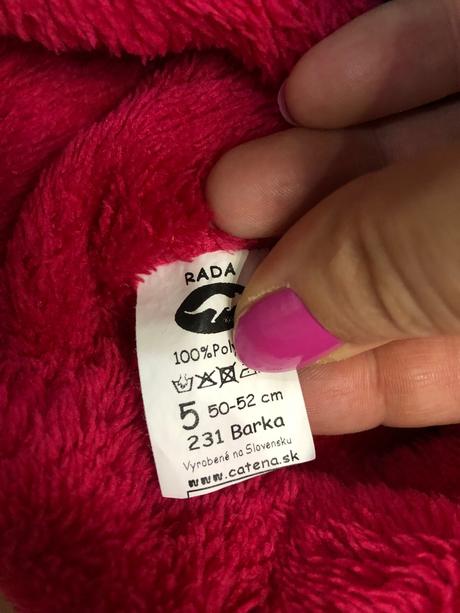 RADA
100%Poly
5 50-52 cm
231 Barka
Vyrobené na Slovensku
www.catena.sk